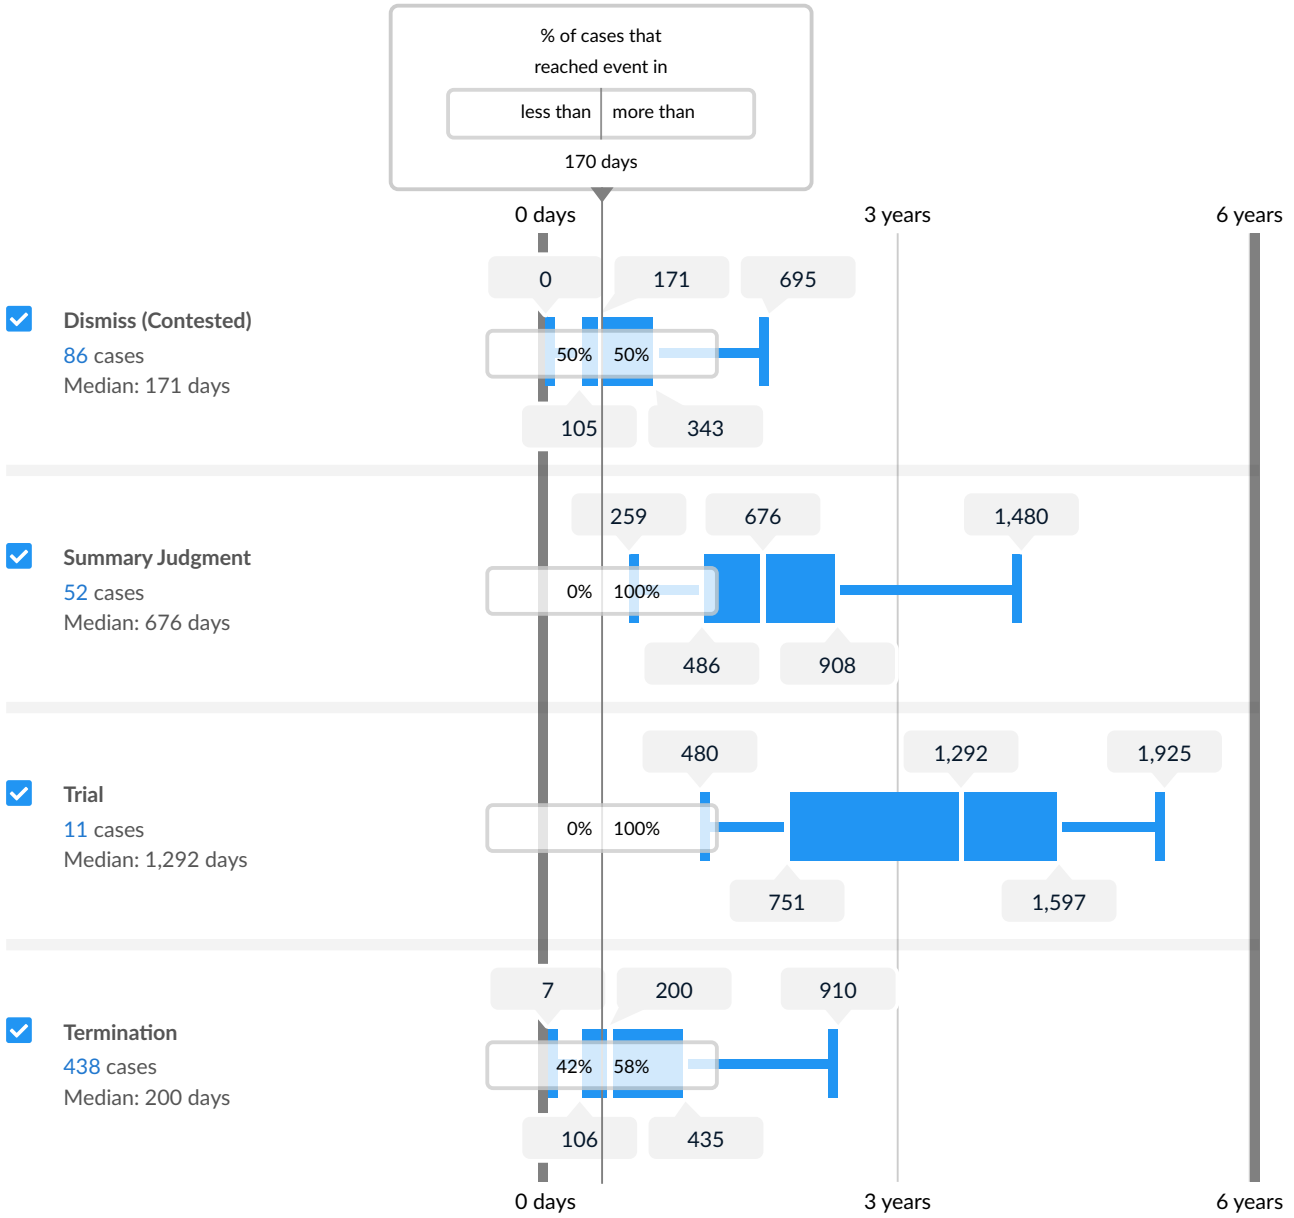 % of cases that
reached event in
less than more than
170 days
0 days 3 years 6 years
0 171 695
Dismiss (Contested)
86 cases
Median: 171 days
50% 50%
105 343
259 676 1,480
Summary Judgment
52 cases
Median: 676 days
0% 100%
486 908
480 1,292 1,925
Trial
11 cases
Median: 1,292 days
0% 100%
751 1,597
7 200 910
Termination
438 cases
Median: 200 days
42% 58%
106 435
0 days 3 years 6 years